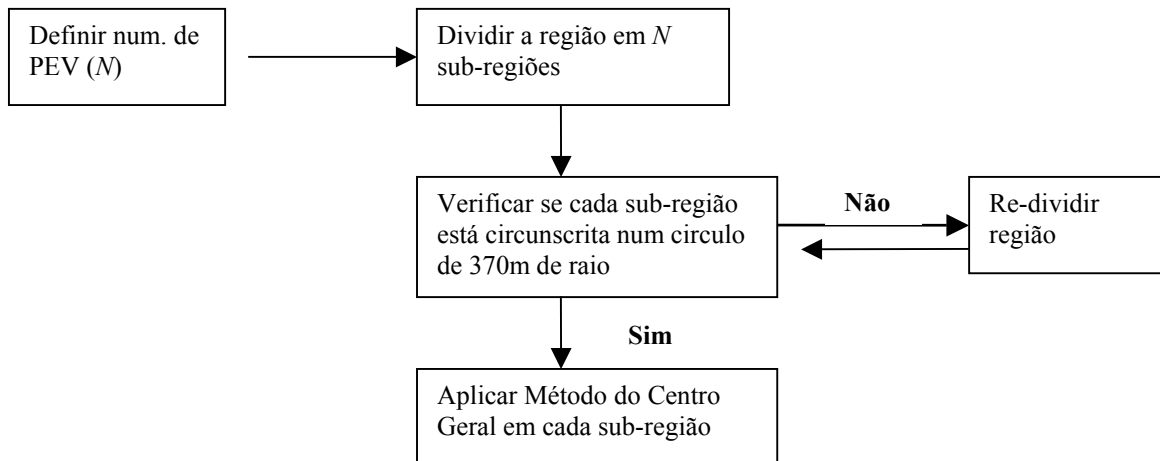 Definir num. de
PEV (N)
Dividir a região em N
sub-regiões
Verificar se cada sub-região
está circunscrita num circulo
de 370m de raio
Não
Re-dividir
região
Sim
Aplicar Método do Centro
Geral em cada sub-região